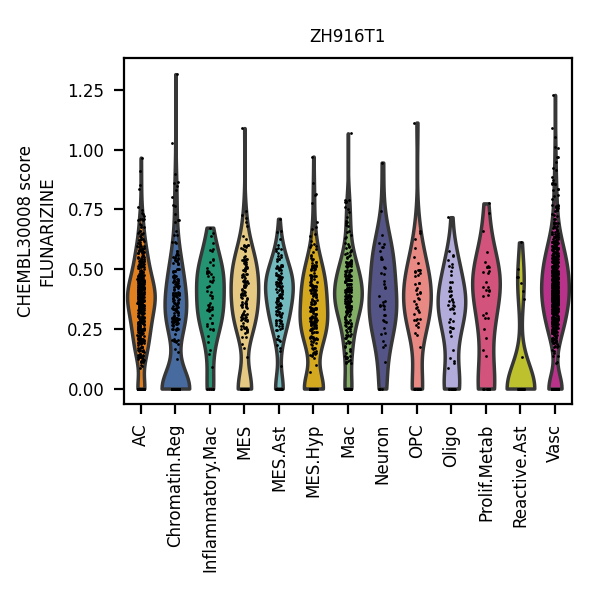 ZH916T1
CHEMBL30008 score
FLUNARIZINE
1.25
1.00
0.75
0.50
0.25
0.00
AC
Chromatin.Reg
Inflammatory.Mac
MES
MES.Ast
MES.Hyp
Mac
Neuron
OPC
Oligo
Prolif.Metab
Reactive.Ast
Vasc